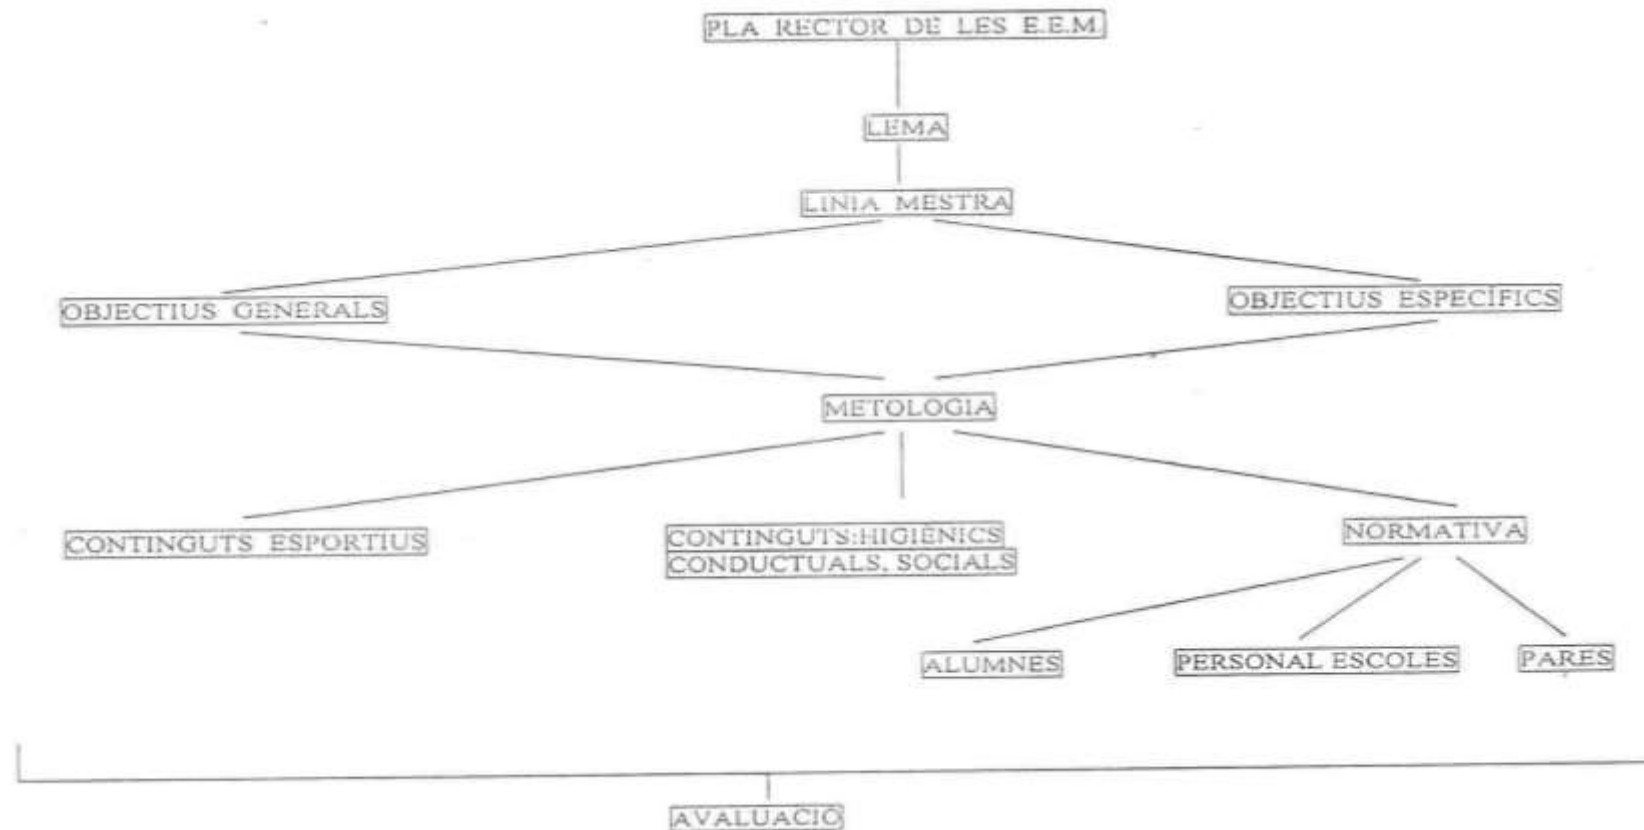 PLA RECTOR DE LES E.E.M.
LEMA
LINIA MESTRA
OBJECTIUS GENERALS
OBJECTIUS ESPECÍFICS
METOLOGIA
CONTINGUTS ESPORTIUS
CONTINGUTS:HIGIÈNICS
CONDUCTUALS, SOCIALS
NORMATIVA
ALUMNES
PERSONAL ESCOLES
PARES
AVALUACIÓ